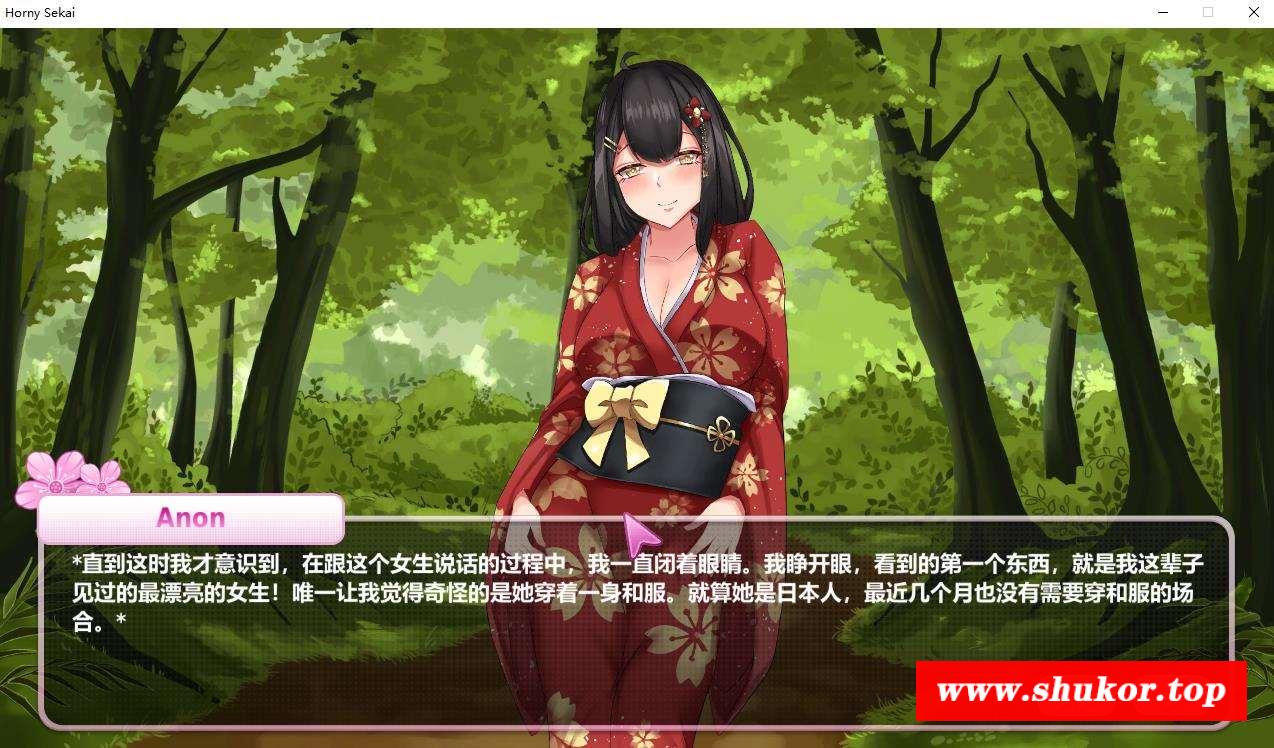 Horny Sekai
Anon
*直到这时我才意识到，在跟这个女生说话的过程中，我一直闭着眼睛。我睁开眼，看到的第一个东西，就是我这辈子
见过的最漂亮的女生！唯一让我觉得奇怪的是她穿着一身和服。就算她是日本人，最近几个月也没有需要穿和服的场
合。*
www.shukor.top